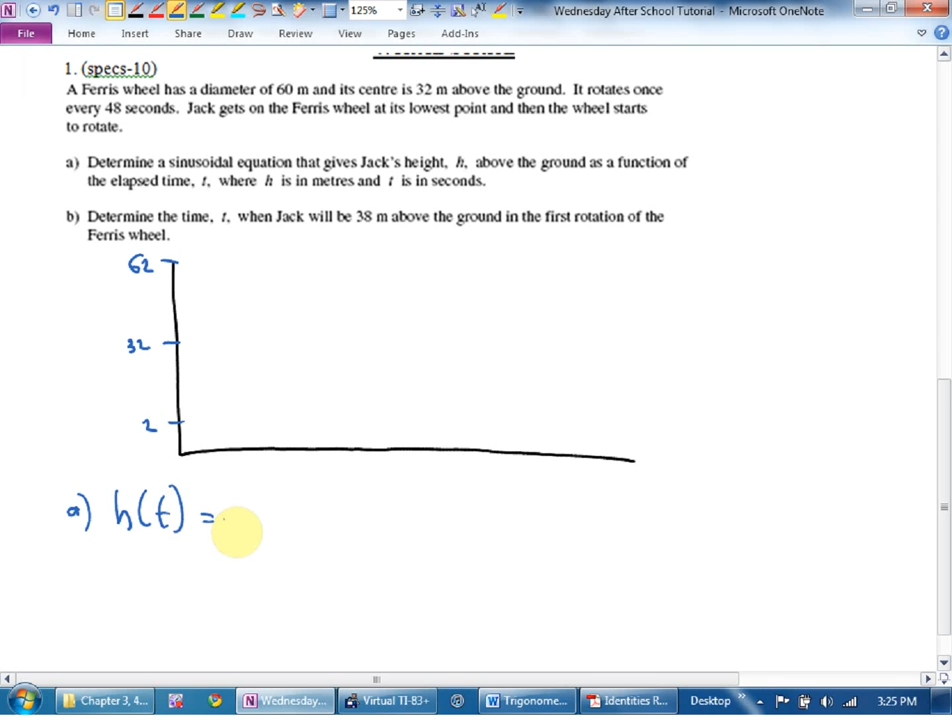 125%
Wednesday After School Tutorial - Microsoft OneNote
File Home Insert Share Draw Review View Pages Add-Ins
1. (specs-10)
A Ferris wheel has a diameter of 60 m and its centre is 32 m above the ground. It rotates once
every 48 seconds. Jack gets on the Ferris wheel at its lowest point and then the wheel starts
to rotate.
a) Determine a sinusoidal equation that gives Jack's height, h, above the ground as a function of
the elapsed time, t, where h is in metres and t is in seconds.
b) Determine the time, t, when Jack will be 38 m above the ground in the first rotation of the
Ferris wheel.
62
32
2
a) h(t) =
Chapter 3, 4... Wednesday... Virtual TI-83+ Trigonome... Identities R... Desktop 3:25 PM